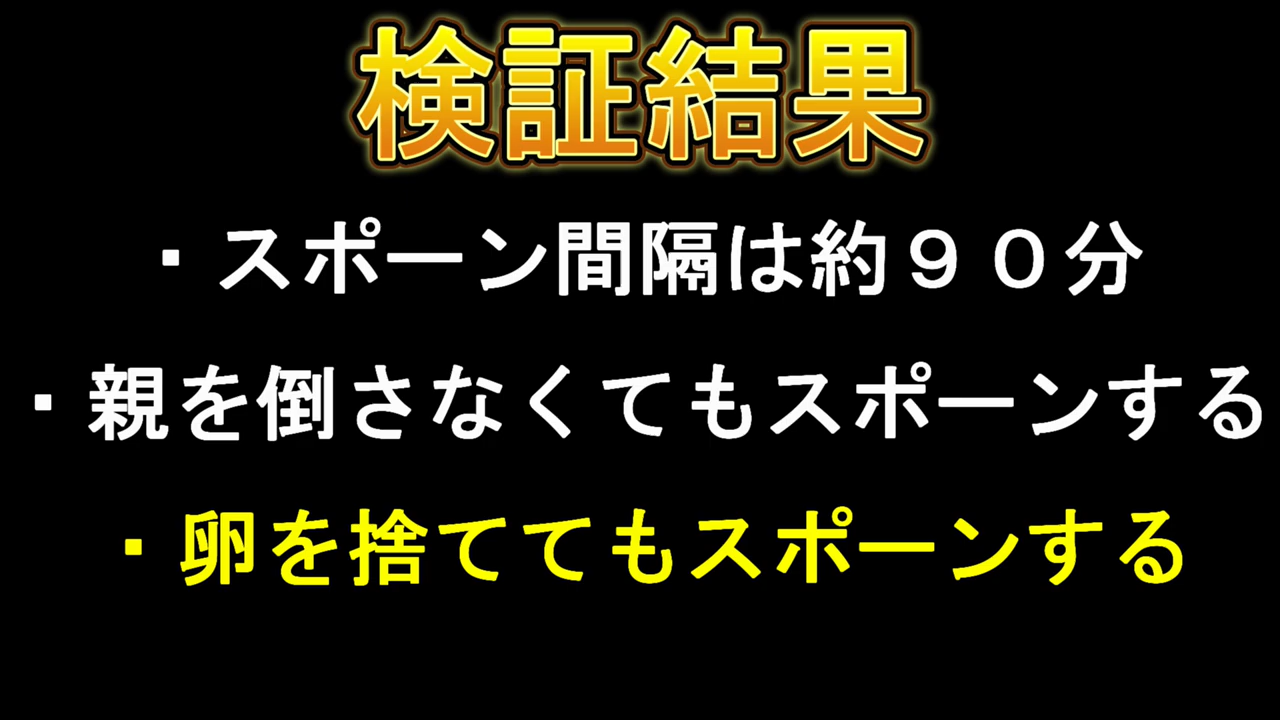 検証結果
・スポーン間隔は約９０分
・親を倒さなくてもスポーンする
・卵を捨ててもスポーンする